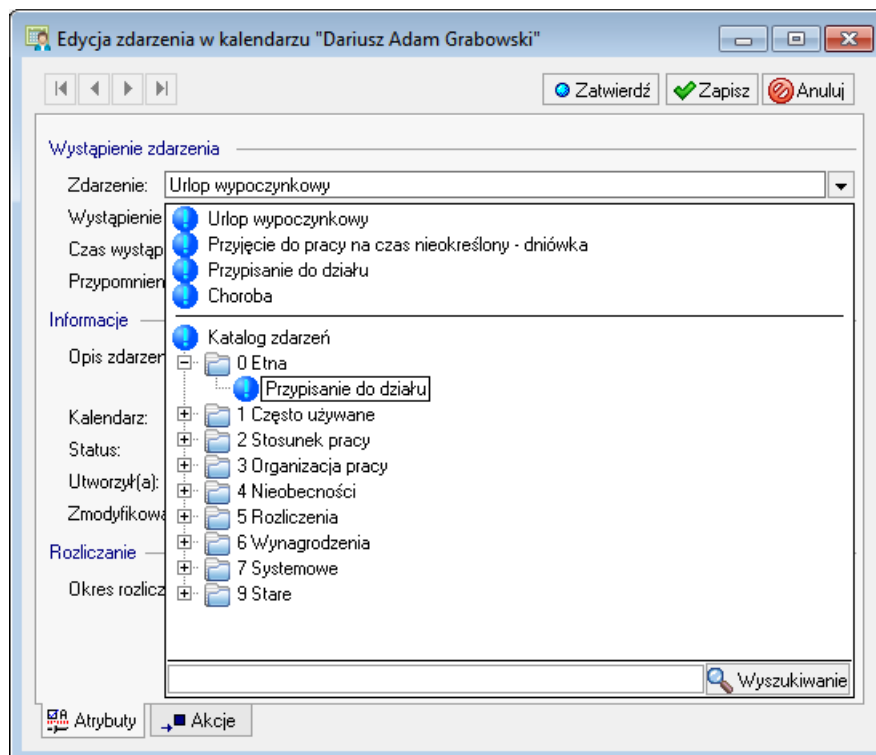 Edycja zdarzenia w kalendarzu "Dariusz Adam Grabowski"
Zatwierdź Zapisz Anuluj
Wystąpienie zdarzenia
Zdarzenie: Urlop wypoczynkowy
Wystąpienie
Czas wystąp
Przypomnien
Urlop wypoczynkowy
Przyjęcie do pracy na czas nieokreślony - dniówka
Przypisanie do działu
Choroba
Informacje
Opis zdarzer
Kalendarz:
Status:
Utworzył(a):
Zmodyfikowa
Rozliczanie
Okres rozlicz
Katalog zdarzeń
0 Etna
Przypisanie do działu
1 Często używane
2 Stosunek pracy
3 Organizacja pracy
4 Nieobecności
5 Rozliczenia
6 Wynagrodzenia
7 Systemowe
9 Stare
Wyszukiwanie
Atrybuty Akcje